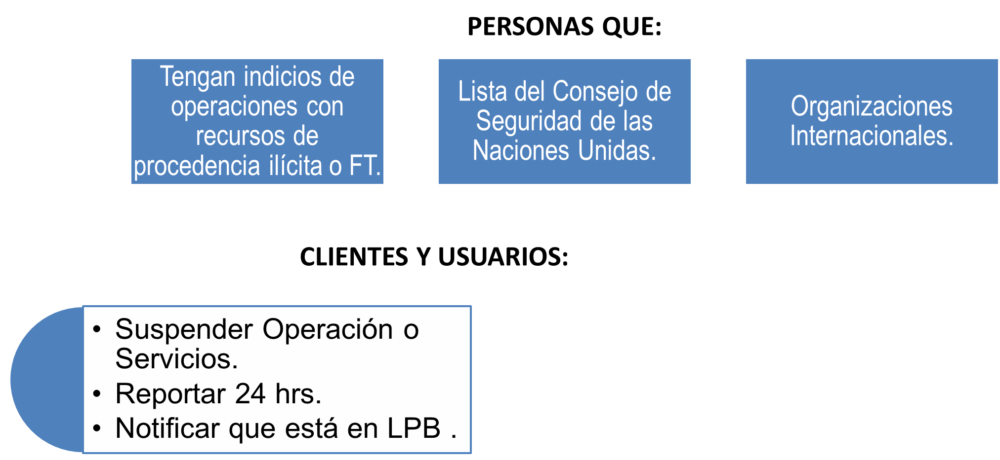 PERSONAS QUE:
Tengan indicios de
operaciones con
recursos de
procedencia ilícita o FT.
Lista del Consejo de
Seguridad de las
Naciones Unidas.
Organizaciones
Internacionales.
CLIENTES Y USUARIOS:
• Suspender Operación o
Servicios.
• Reportar 24 hrs.
• Notificar que está en LPB .